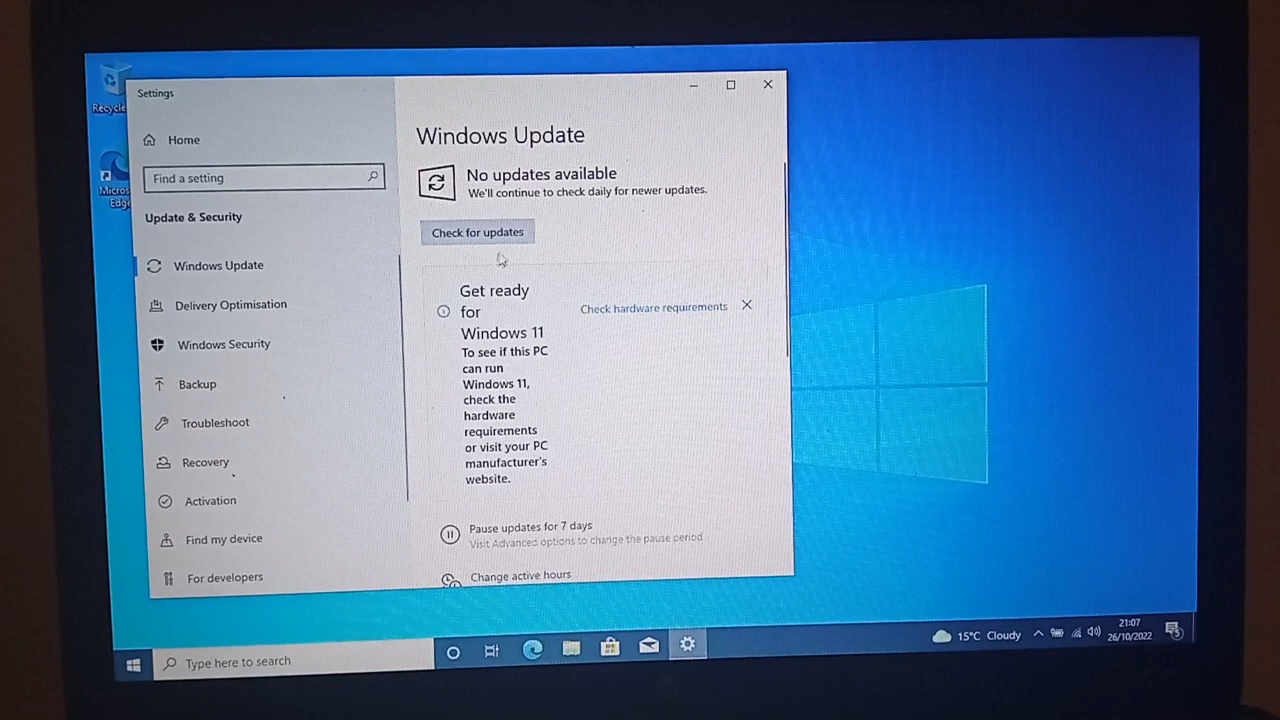 Recycle
Micros
Edge
Settings
Home
Find a setting
Update & Security
Windows Update
Delivery Optimisation
Windows Security
Backup
Troubleshoot
Recovery
Activation
Find my device
For developers
Windows Update
No updates available
We'll continue to check daily for newer updates.
Check for updates
Get ready
for
Windows 11
To see if this PC
can run
Windows 11,
check the
hardware
requirements
or visit your PC
manufacturer's
website.
Check hardware requirements
Pause updates for 7 days
Visit Advanced options to change the pause period
Change active hours
Type here to search
15°C Cloudy
21:07
26/10/2022
5